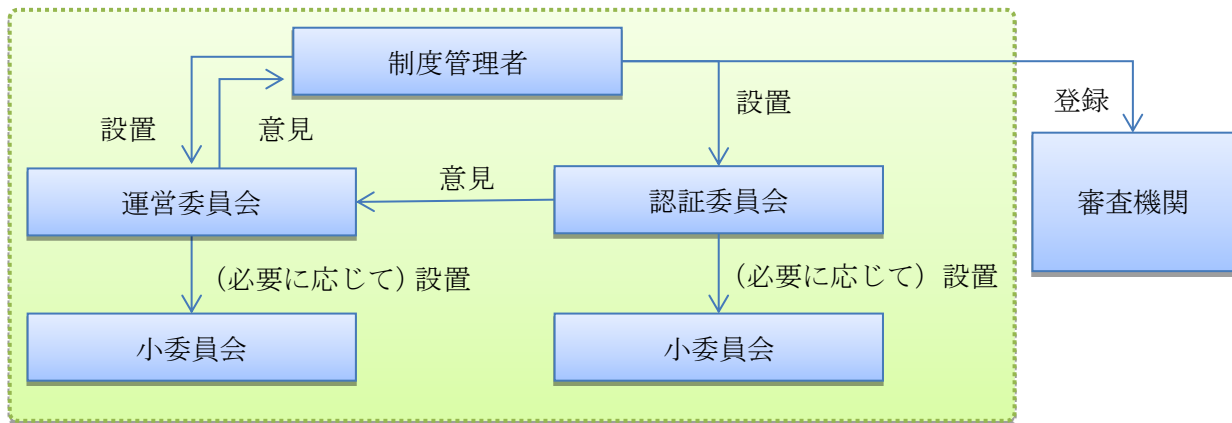 制度管理者
設置
意見
設置
登録
運営委員会
意見
認証委員会
審査機関
(必要に応じて) 設置
(必要に応じて) 設置
小委員会
小委員会